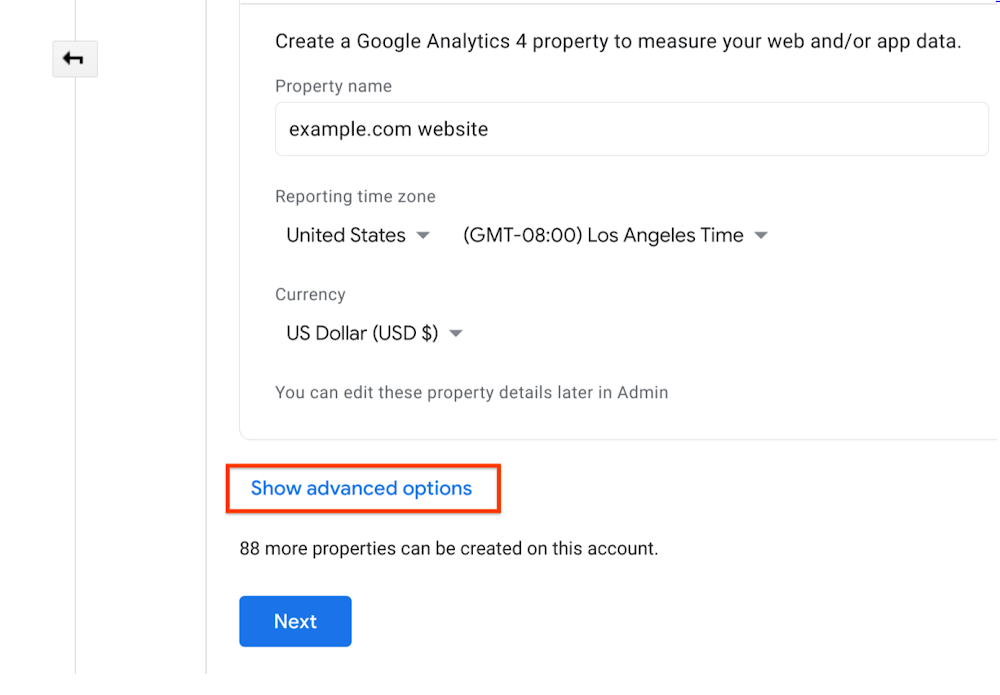 Create a Google Analytics 4 property to measure your web and/or app data.
Property name
example.com website
Reporting time zone
United States (GMT-08:00) Los Angeles Time
Currency
US Dollar (USD $)
You can edit these property details later in Admin
Show advanced options
88 more properties can be created on this account.
Next